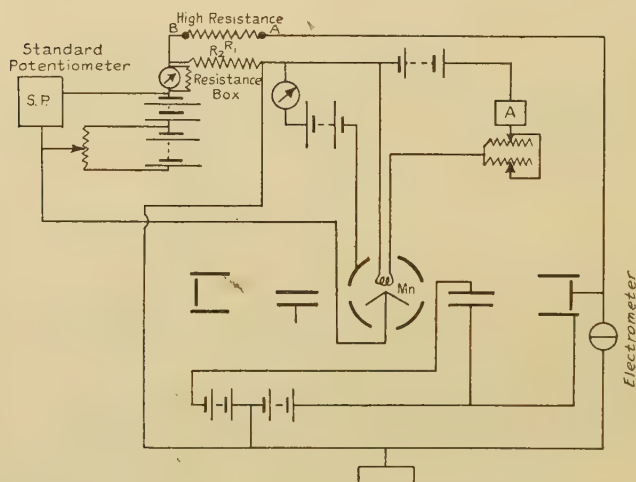 High Resistance
B
A
R₂
R₁
Standard
Potentiometer
S.P.
Resistance
Box
A
Mn
Electrometer